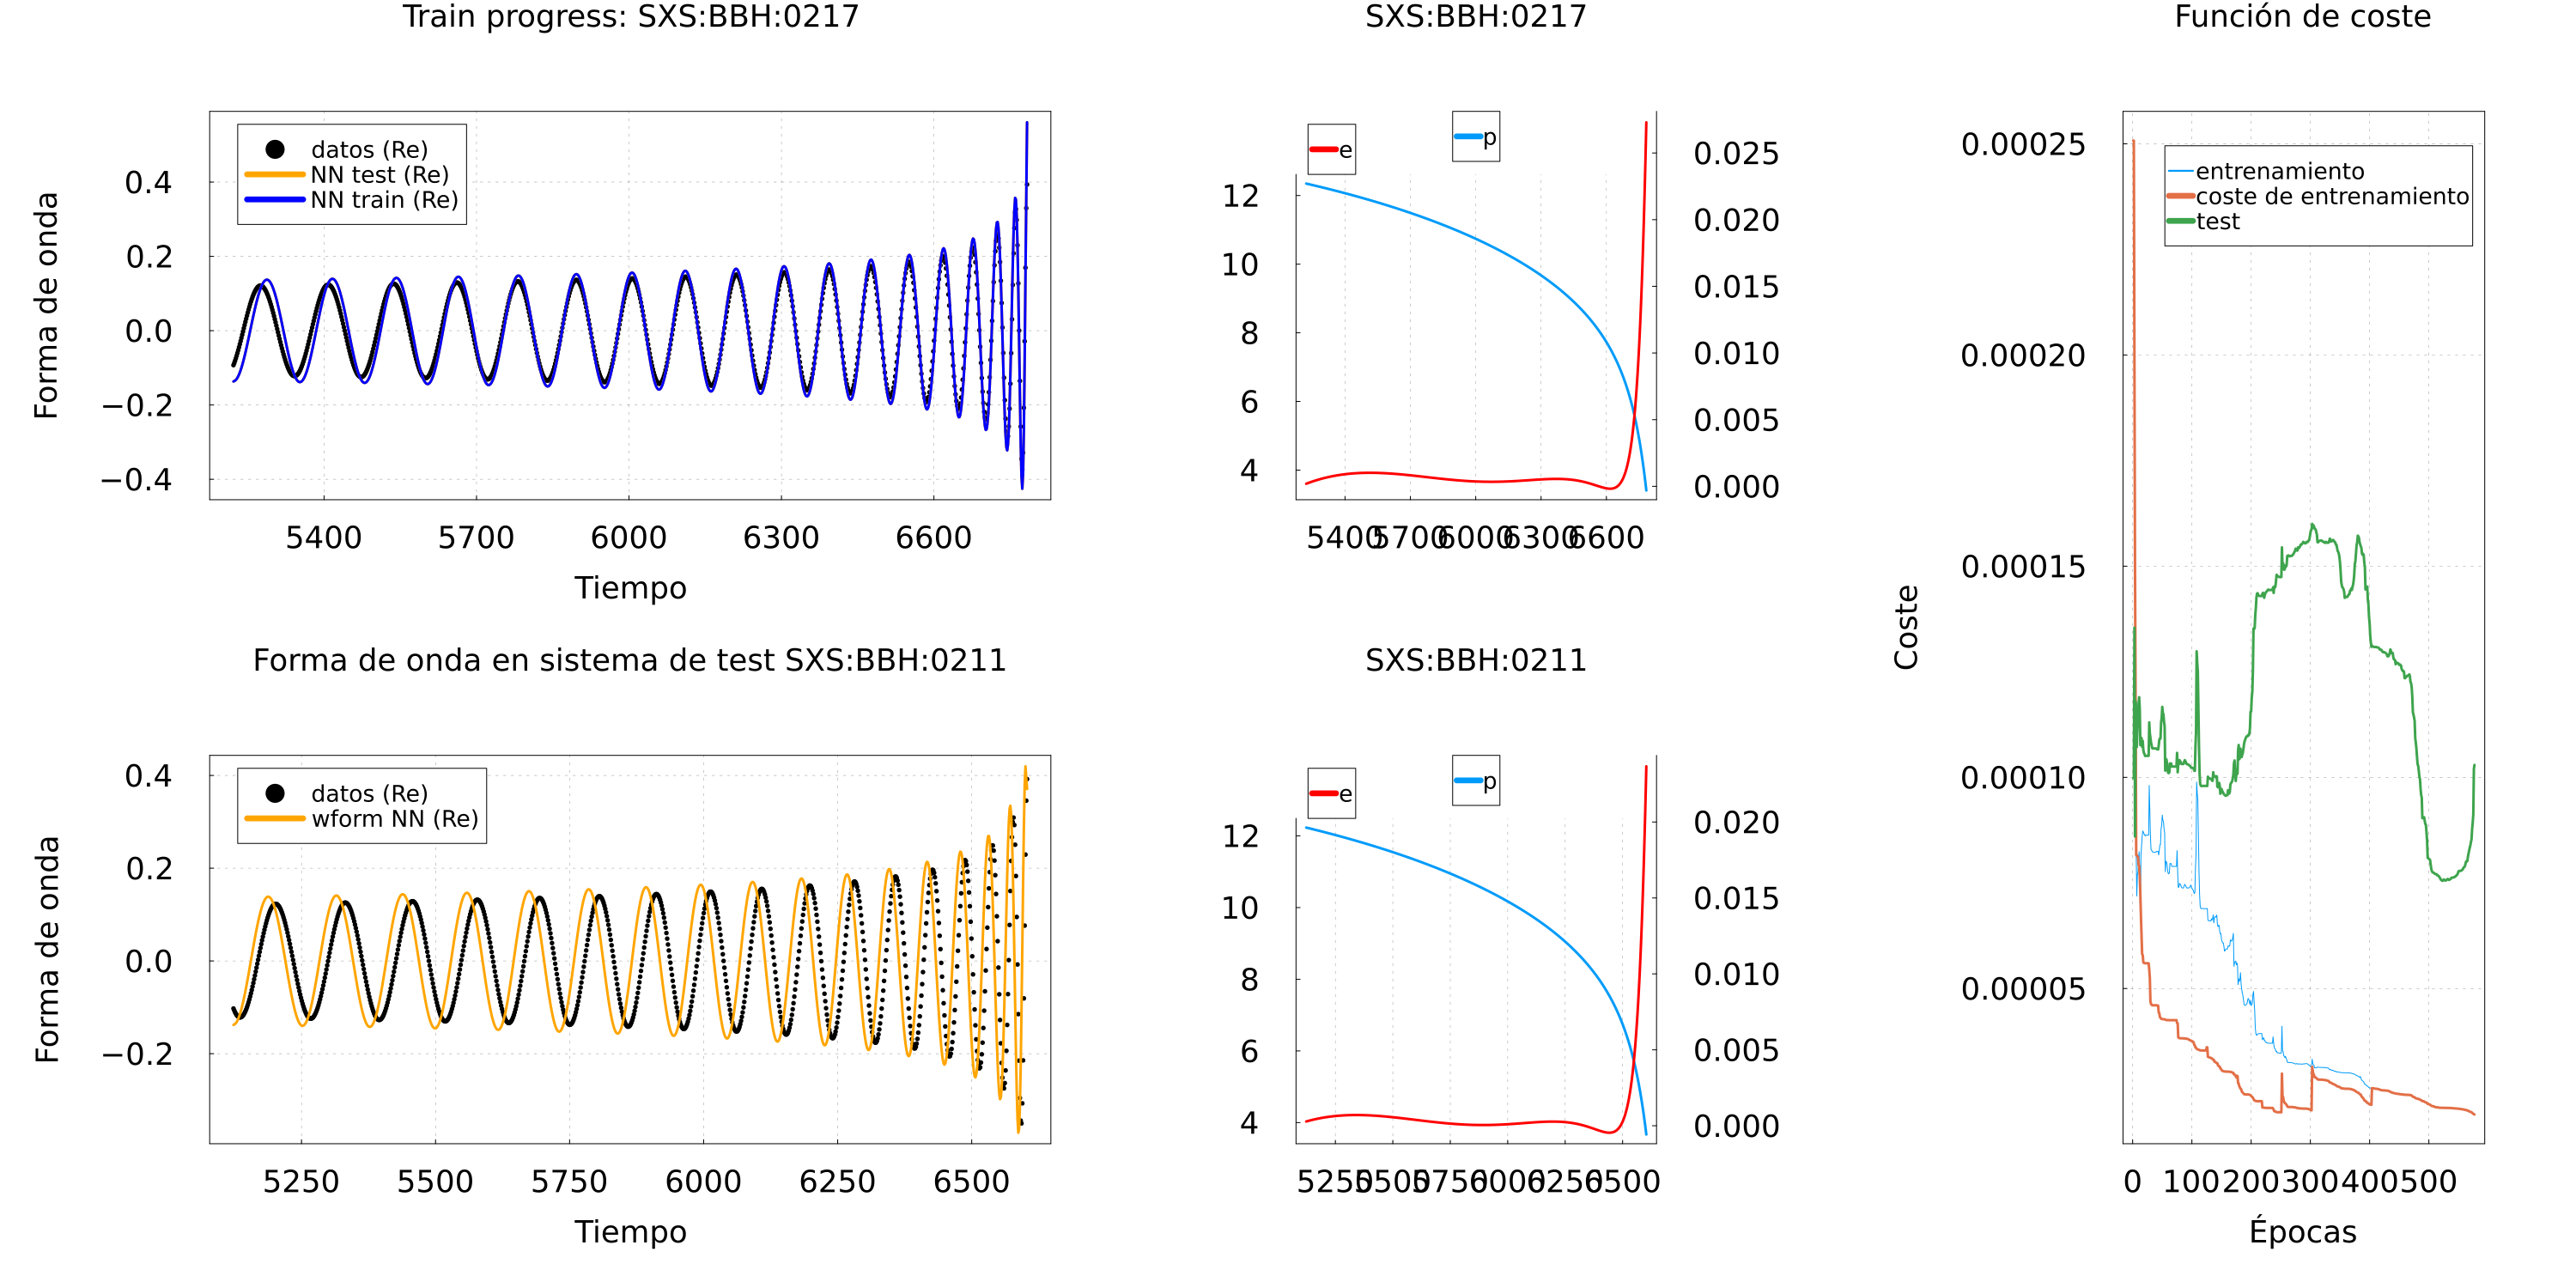 Train progress: SXS:BBH:0217
datos (Re)
NN test (Re)
NN train (Re)
0.4
0.2
0.0
−0.2
−0.4
Forma de onda
5400 5700 6000 6300 6600
Tiempo
SXS:BBH:0217
e
p
12
10
8
6
4
0.025
0.020
0.015
0.010
0.005
0.000
5400 5700 6000 6300 6600
Forma de onda en sistema de test SXS:BBH:0211
datos (Re)
wform NN (Re)
0.4
0.2
0.0
−0.2
Forma de onda
5250 5500 5750 6000 6250 6500
Tiempo
SXS:BBH:0211
e
p
12
10
8
6
4
0.020
0.015
0.010
0.005
0.000
5250 5500 5750 6000 6250 6500
Función de coste
entrenamiento
coste de entrenamiento
test
0.00025
0.00020
0.00015
0.00010
0.00005
Coste
0 100 200 300 400 500
Épocas